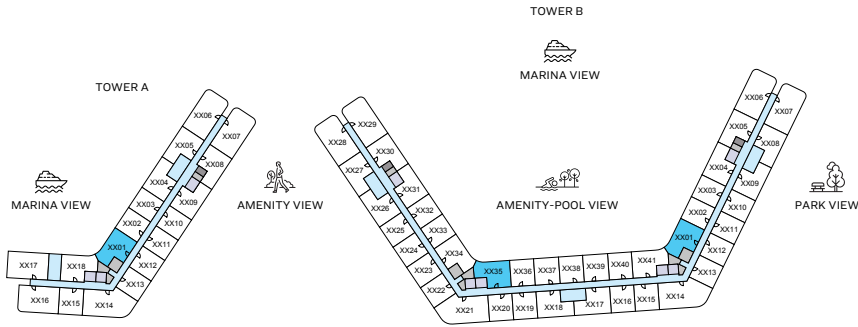 TOWER B
MARINA VIEW
TOWER A
MARINA VIEW
AMENITY VIEW
AMENITY-POOL VIEW
PARK VIEW
XX06
XX07
XX05
XX08
XX04
XX09
XX03
XX10
XX02
XX11
XX01
XX12
XX13
XX17
XX18
XX16
XX15
XX14
XX29
XX28
XX30
XX27
XX31
XX26
XX32
XX25
XX33
XX24
XX34
XX23
XX22
XX21
XX35
XX36
XX37
XX38
XX39
XX40
XX41
XX20
XX19
XX18
XX17
XX16
XX15
XX14
XX06
XX07
XX05
XX08
XX04
XX09
XX03
XX10
XX02
XX11
XX01
XX12
XX13